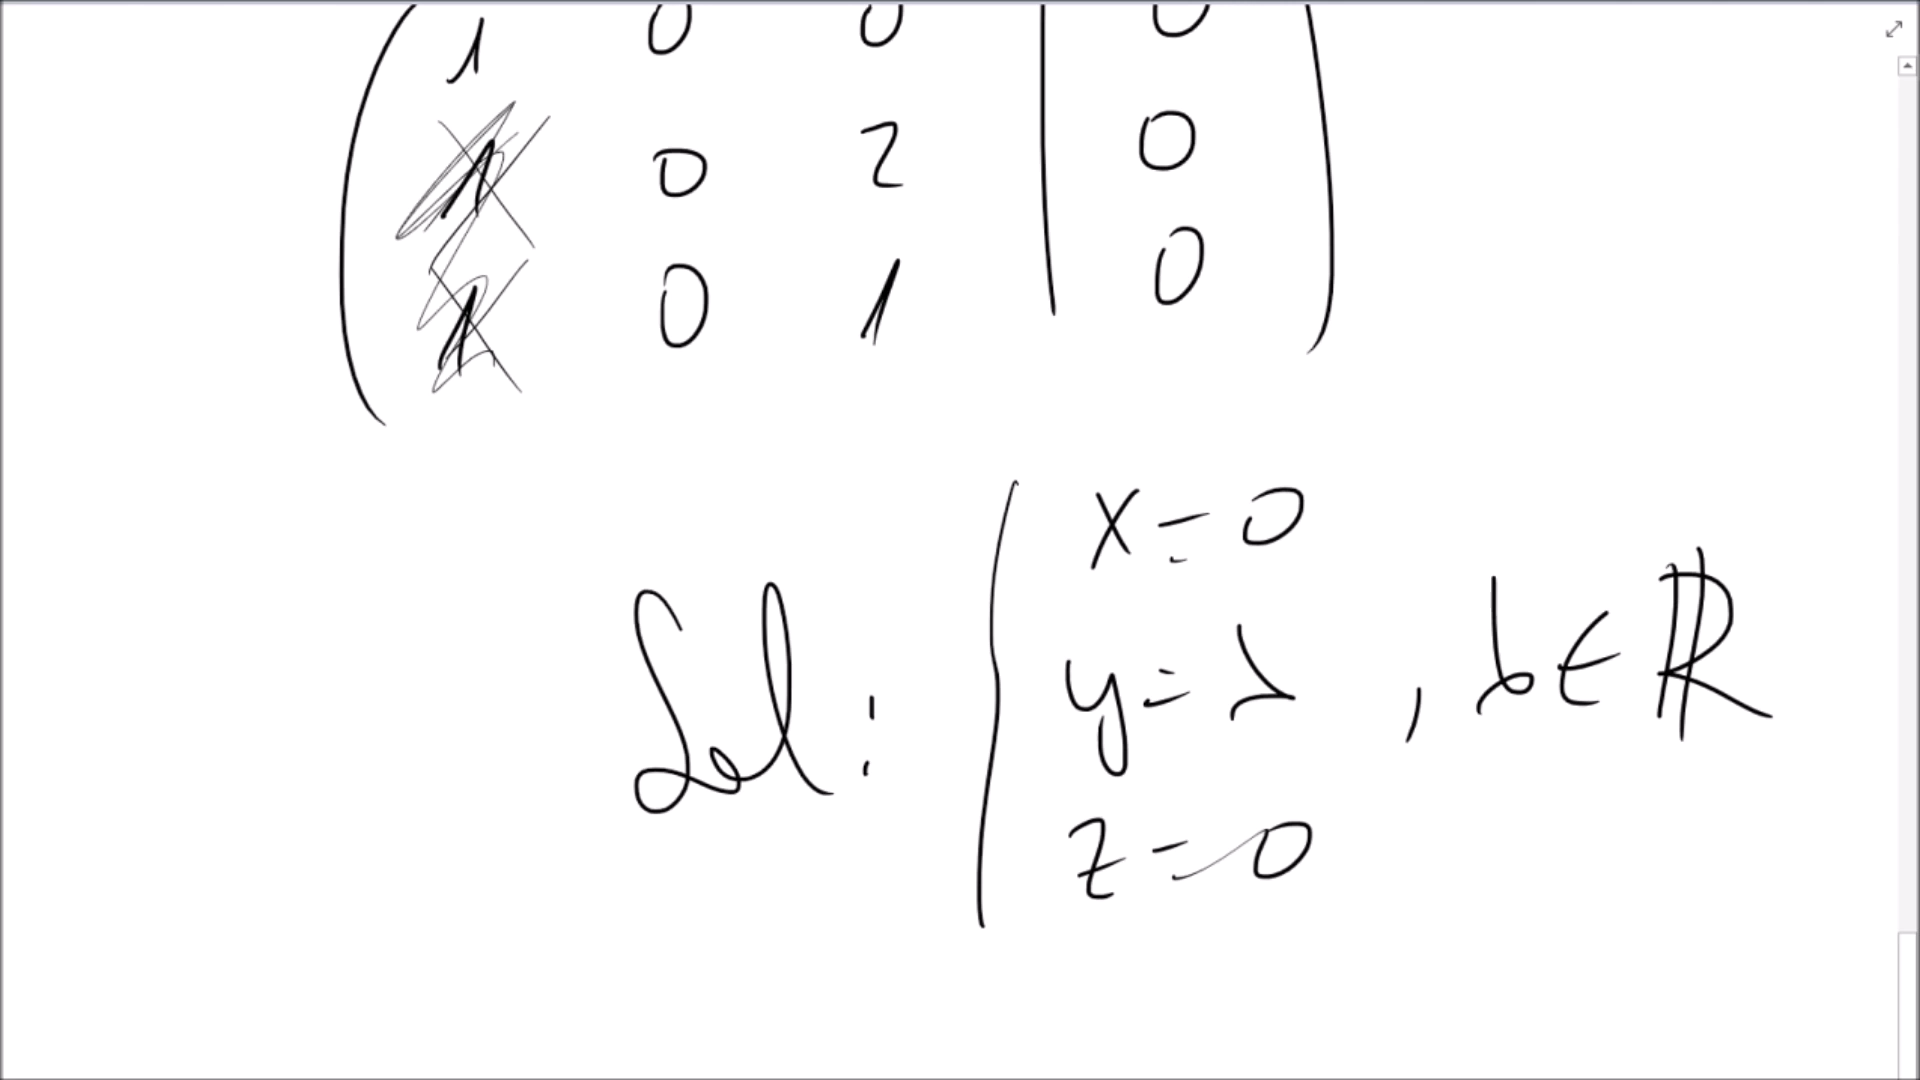 1 0 0 | 0
0 2 | 0
0 1 | 0
x = 0
Sol : y = λ , b ∈ ℝ
z = 0